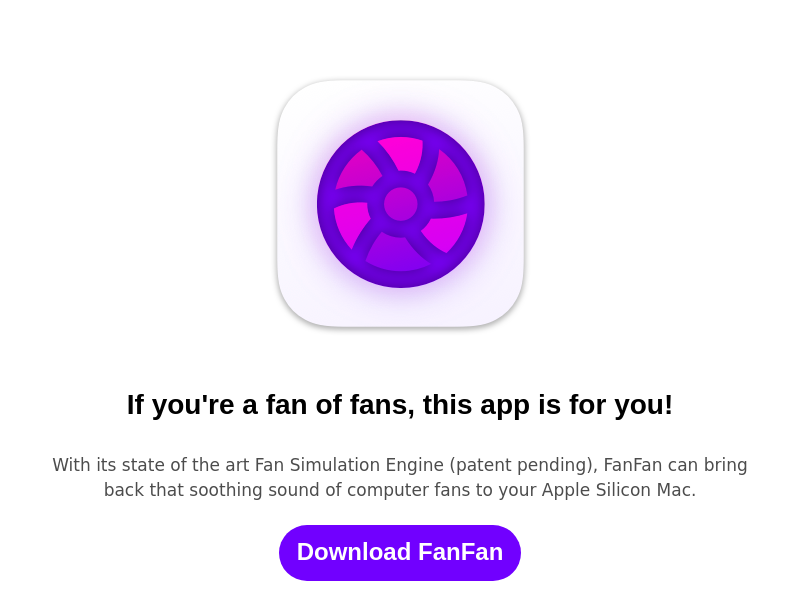 If you're a fan of fans, this app is for you!
With its state of the art Fan Simulation Engine (patent pending), FanFan can bring
back that soothing sound of computer fans to your Apple Silicon Mac.
Download FanFan